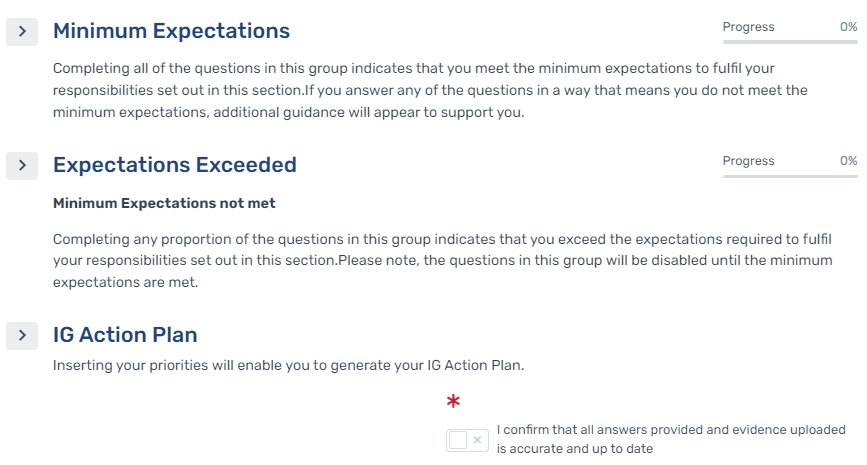 Minimum Expectations
Progress 0%
Completing all of the questions in this group indicates that you meet the minimum expectations to fulfil your
responsibilities set out in this section.If you answer any of the questions in a way that means you do not meet the
minimum expectations, additional guidance will appear to support you.
Expectations Exceeded
Progress 0%
Minimum Expectations not met
Completing any proportion of the questions in this group indicates that you exceed the expectations required to fulfil
your responsibilities set out in this section.Please note, the questions in this group will be disabled until the minimum
expectations are met.
IG Action Plan
Inserting your priorities will enable you to generate your IG Action Plan.
*
I confirm that all answers provided and evidence uploaded
is accurate and up to date